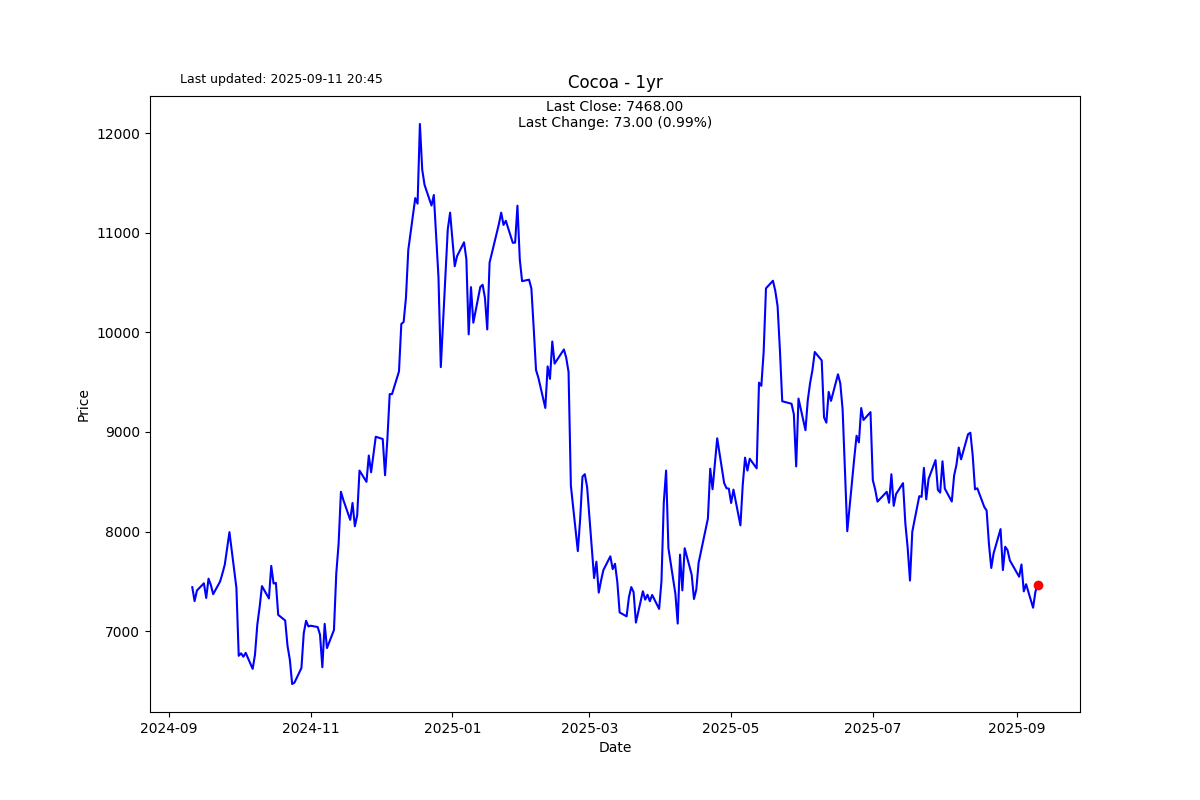 Last updated: 2025-09-11 20:45
Cocoa - 1yr
Last Close: 7468.00
Last Change: 73.00 (0.99%)
12000
11000
10000
9000
8000
7000
Price
2024-09
2024-11
2025-01
2025-03
2025-05
2025-07
2025-09
Date